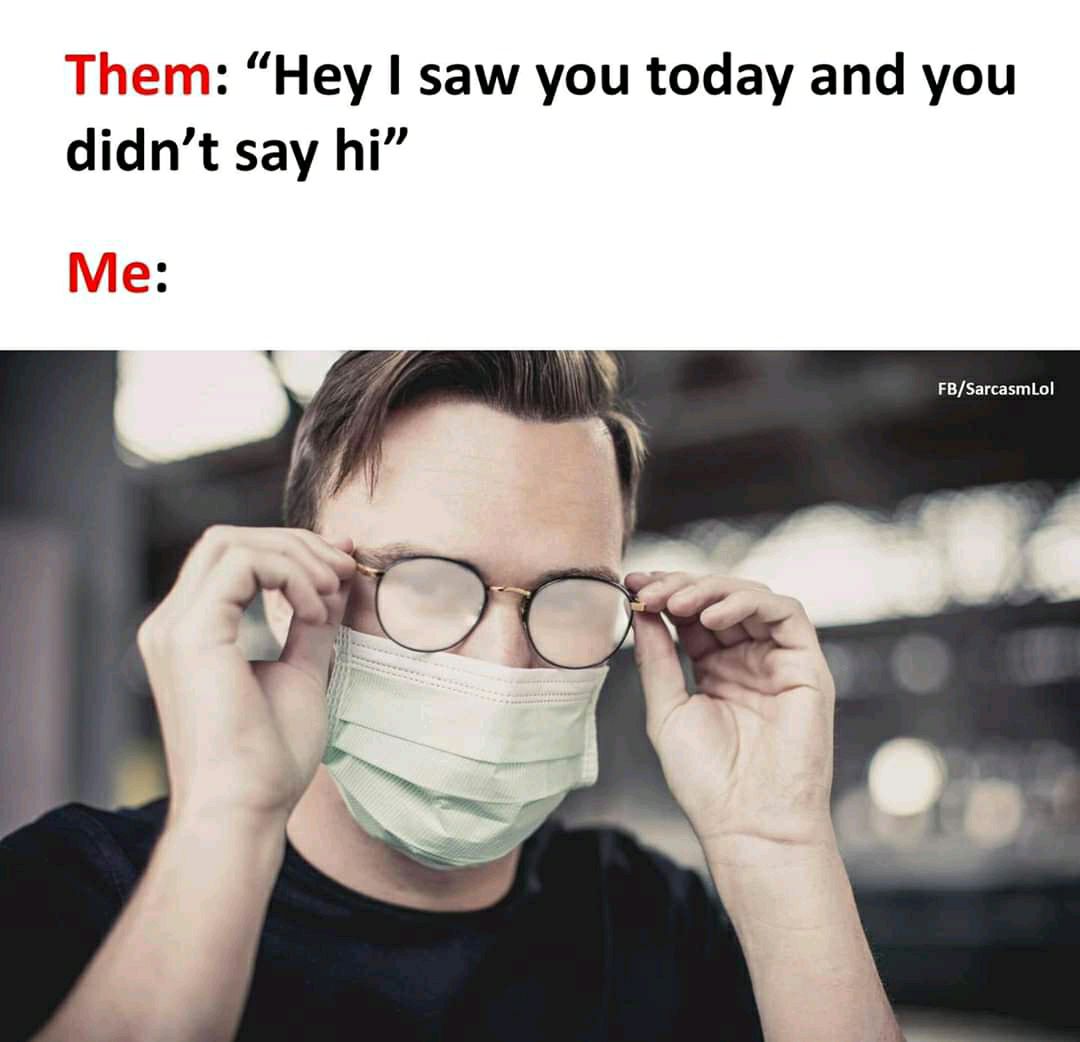 Them: “Hey I saw you today and you
didn’t say hi”
Me:
FB/SarcasmLol